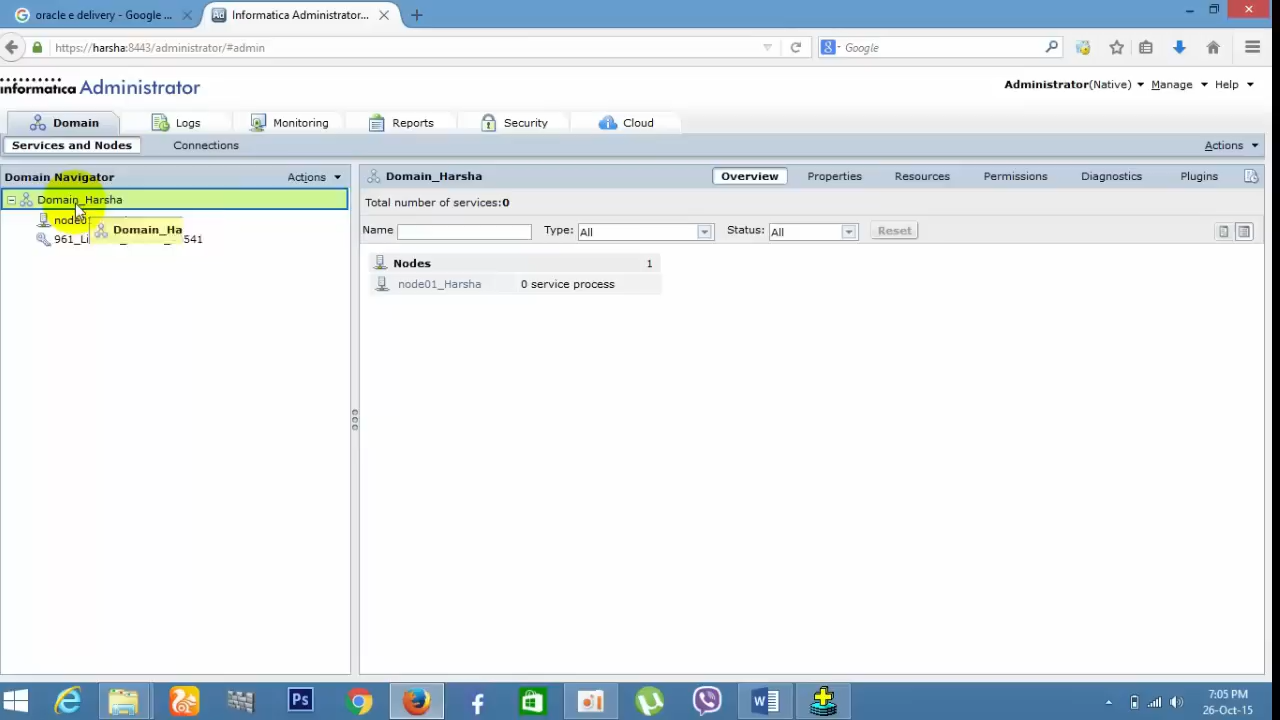 oracle e delivery - Google ...
Informatica Administrator...
https://harsha:8443/administrator/#admin
Google
Informatica Administrator
Administrator(Native) Manage Help
Domain Logs Monitoring Reports Security Cloud
Services and Nodes Connections Actions
Domain Navigator Actions
Domain_Harsha
Domain_Ha
961_Li 541
Domain_Harsha Overview Properties Resources Permissions Diagnostics Plugins
Total number of services:0
Name Type: All Status: All Reset
Nodes 1
node01_Harsha 0 service process
Ps
7:05 PM
26-Oct-15